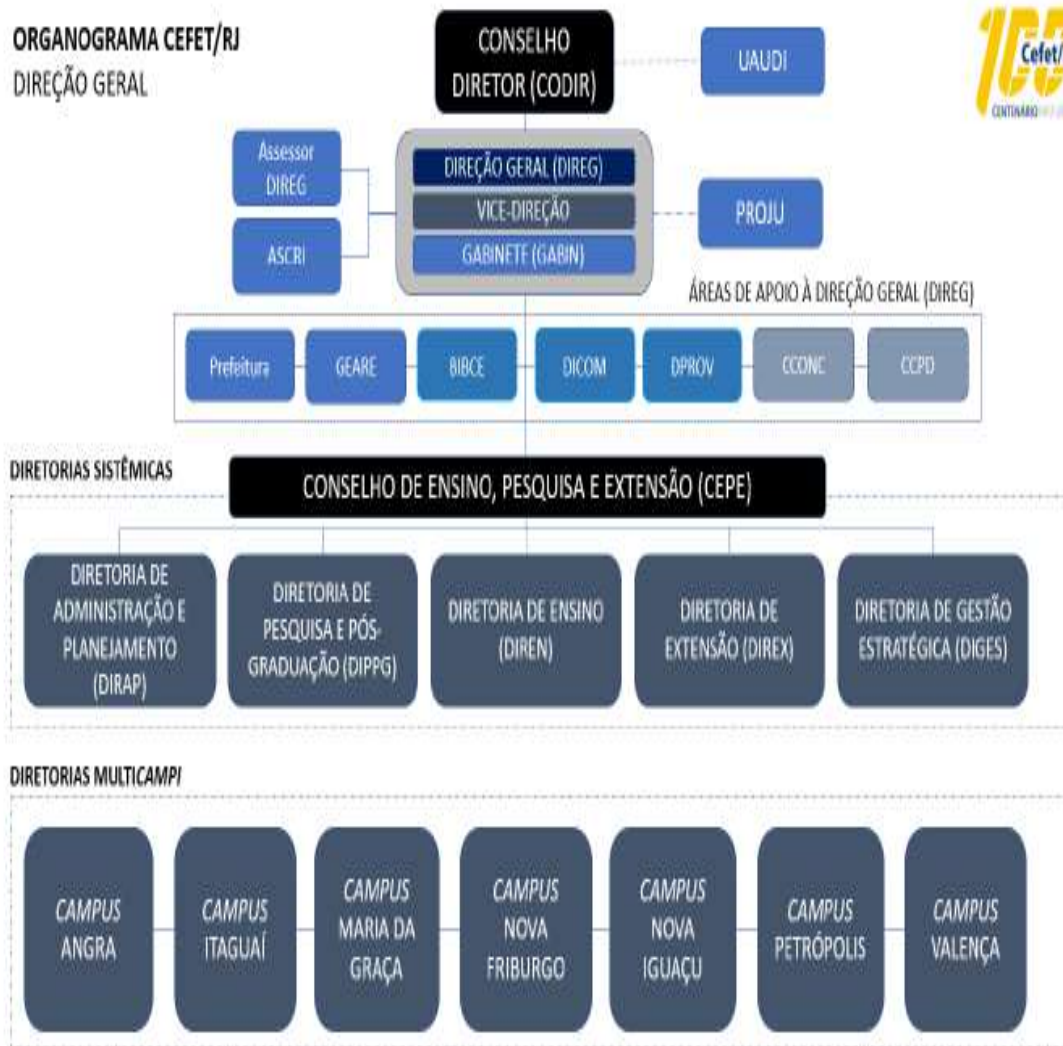 ORGANOGRAMA CEFET/RJ
DIREÇÃO GERAL
CONSELHO
DIRETOR (CODIR)
UAUDI
100
Cefet/
CENTENÁRIO
Assessor
DIREG
ASCRI
DIREÇÃO GERAL (DIREG)
VICE-DIREÇÃO
GABINETE (GABIN)
PROJU
ÁREAS DE APOIO À DIREÇÃO GERAL (DIREG)
Prefeitura
GEARE
BIBCE
DICOM
DPROV
CCONC
CCPD
DIRETORIAS SISTÊMICAS
CONSELHO DE ENSINO, PESQUISA E EXTENSÃO (CEPE)
DIRETORIA DE
ADMINISTRAÇÃO E
PLANEJAMENTO
(DIRAP)
DIRETORIA DE
PESQUISA E PÓS-
GRADUAÇÃO (DIPPG)
DIRETORIA DE ENSINO
(DIREN)
DIRETORIA DE
EXTENSÃO (DIREX)
DIRETORIA DE GESTÃO
ESTRATÉGICA (DIGES)
DIRETORIAS MULTICAMPI
CAMPUS
ANGRA
CAMPUS
ITAGUAÍ
CAMPUS
MARIA DA
GRAÇA
CAMPUS
NOVA
FRIBURGO
CAMPUS
NOVA
IGUAÇU
CAMPUS
PETRÓPOLIS
CAMPUS
VALENÇA